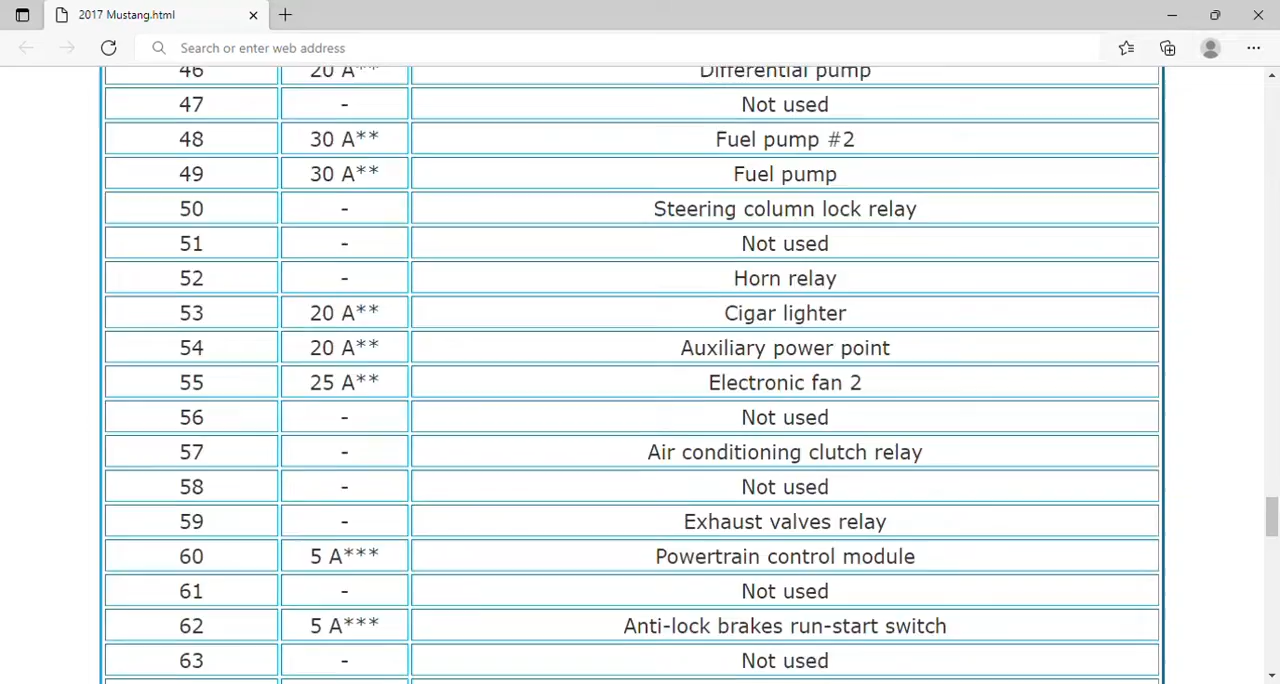 2017 Mustang.html
Search or enter web address
46 20 A** Differential pump
47 - Not used
48 30 A** Fuel pump #2
49 30 A** Fuel pump
50 - Steering column lock relay
51 - Not used
52 - Horn relay
53 20 A** Cigar lighter
54 20 A** Auxiliary power point
55 25 A** Electronic fan 2
56 - Not used
57 - Air conditioning clutch relay
58 - Not used
59 - Exhaust valves relay
60 5 A*** Powertrain control module
61 - Not used
62 5 A*** Anti-lock brakes run-start switch
63 - Not used